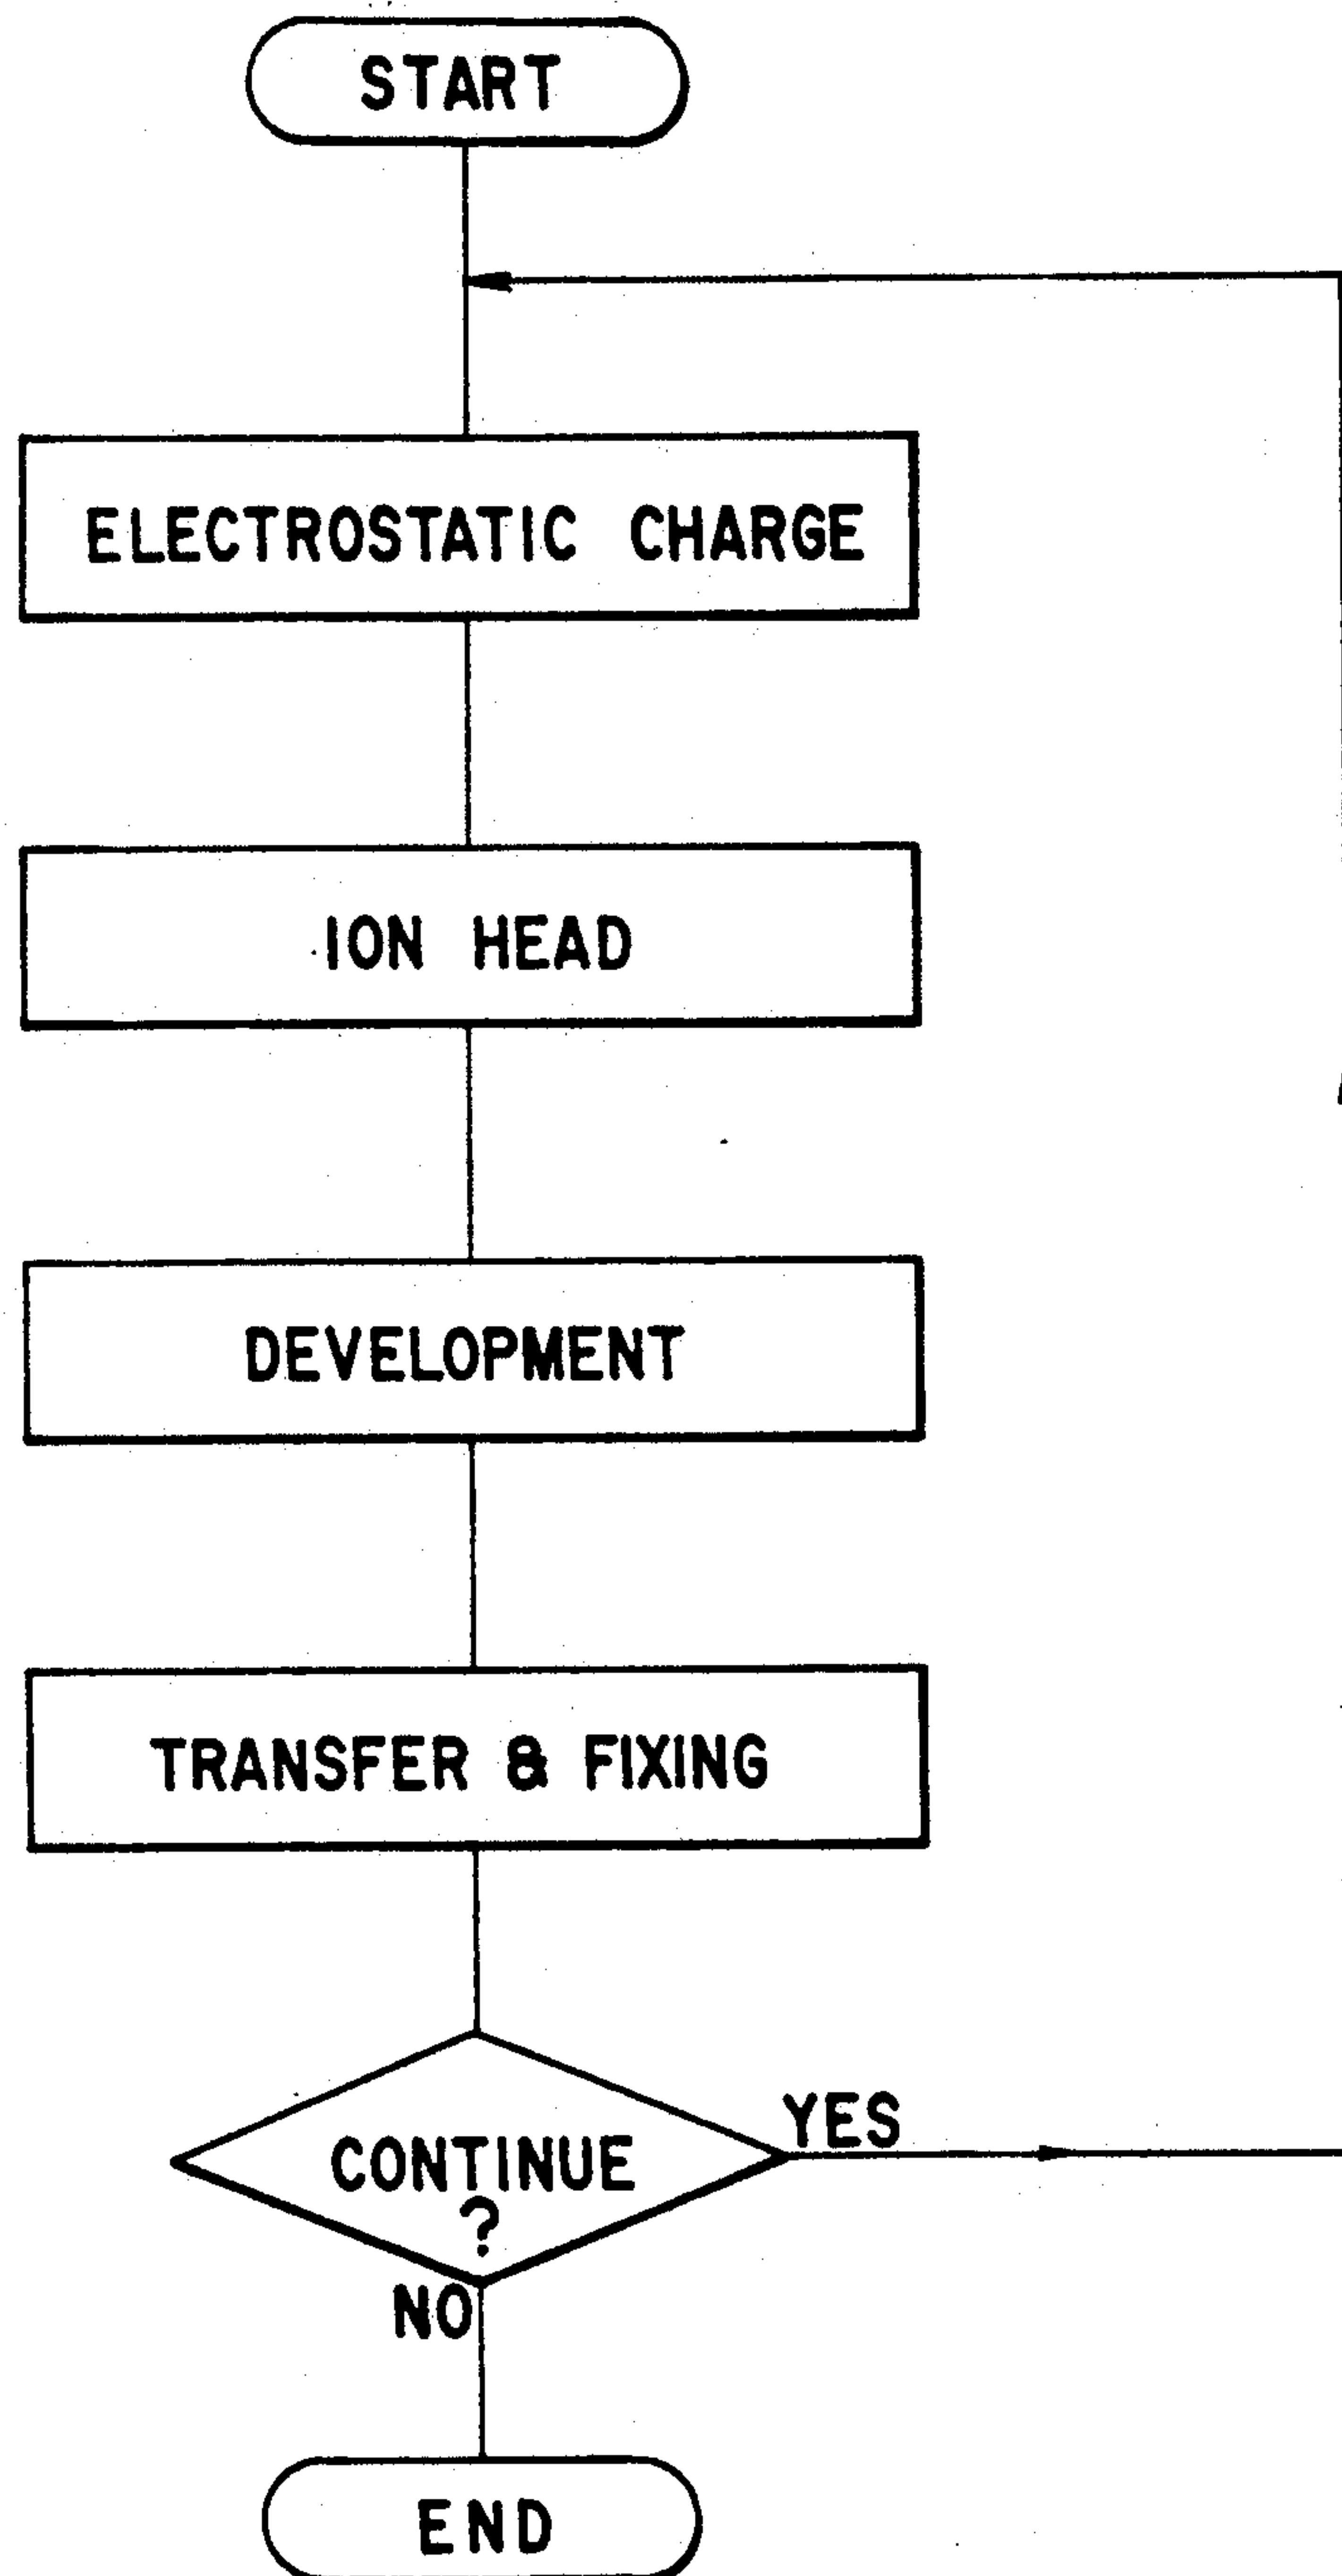 START
ELECTROSTATIC CHARGE
ION HEAD
DEVELOPMENT
TRANSFER & FIXING
CONTINUE
?
YES
NO
END